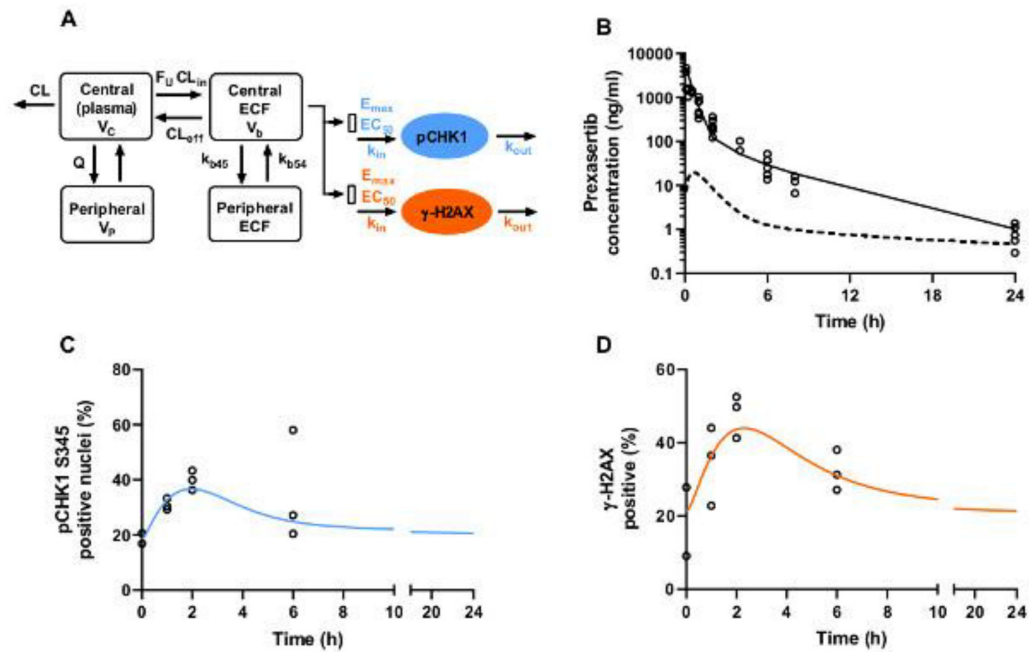 A
CL
Central
(plasma)
V_C
F_U CL_in
CL_off
Central
ECF
V_b
Q
k_b45
k_b54
Peripheral
V_P
Peripheral
ECF
E_max
EC_50
k_in
pCHK1
k_out
E_max
EC_50
k_in
γ-H2AX
k_out
B
Prexasertib
concentration (ng/ml)
10000
1000
100
10
1
0.1
0 6 12 18 24
Time (h)
C
pCHK1 S345
positive nuclei (%)
80
60
40
20
0
0 2 4 6 8 10 20 24
Time (h)
D
γ-H2AX
positive (%)
60
40
20
0
0 2 4 6 8 10 20 24
Time (h)